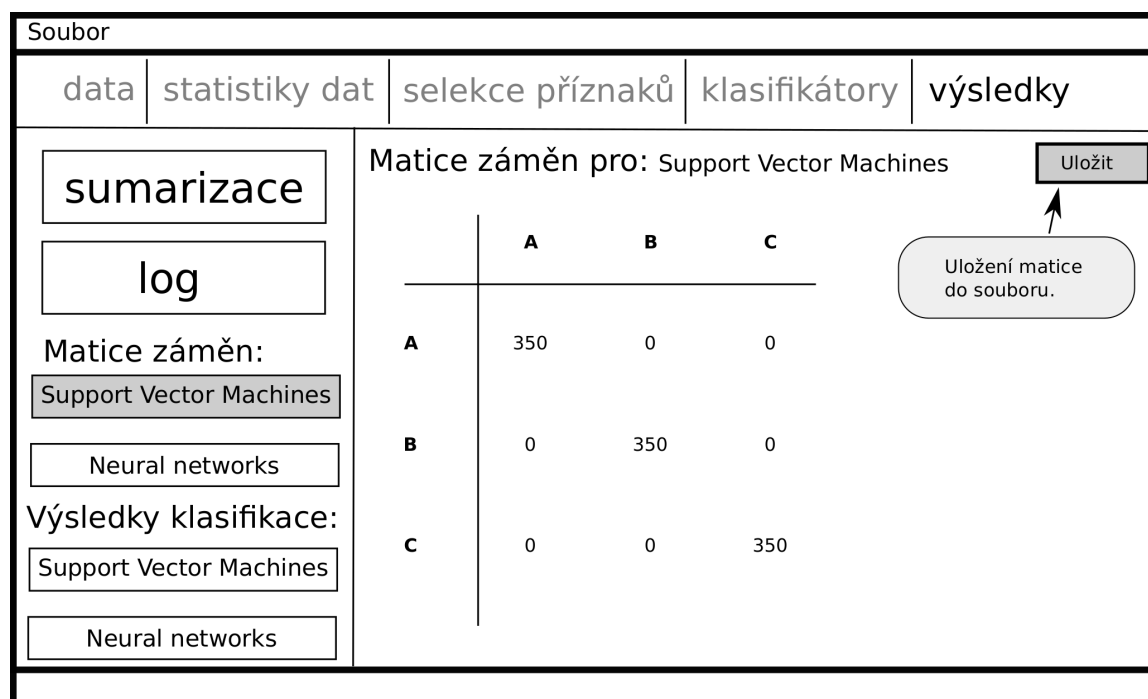 Soubor
data statistiky dat selekce příznaků klasifikátory výsledky
sumarizace
log
Matice záměn:
Support Vector Machines
Neural networks
Výsledky klasifikace:
Support Vector Machines
Neural networks
Matice záměn pro: Support Vector Machines
Uložit
Uložení matice
do souboru.
A B C
A 350 0 0
B 0 350 0
C 0 0 350